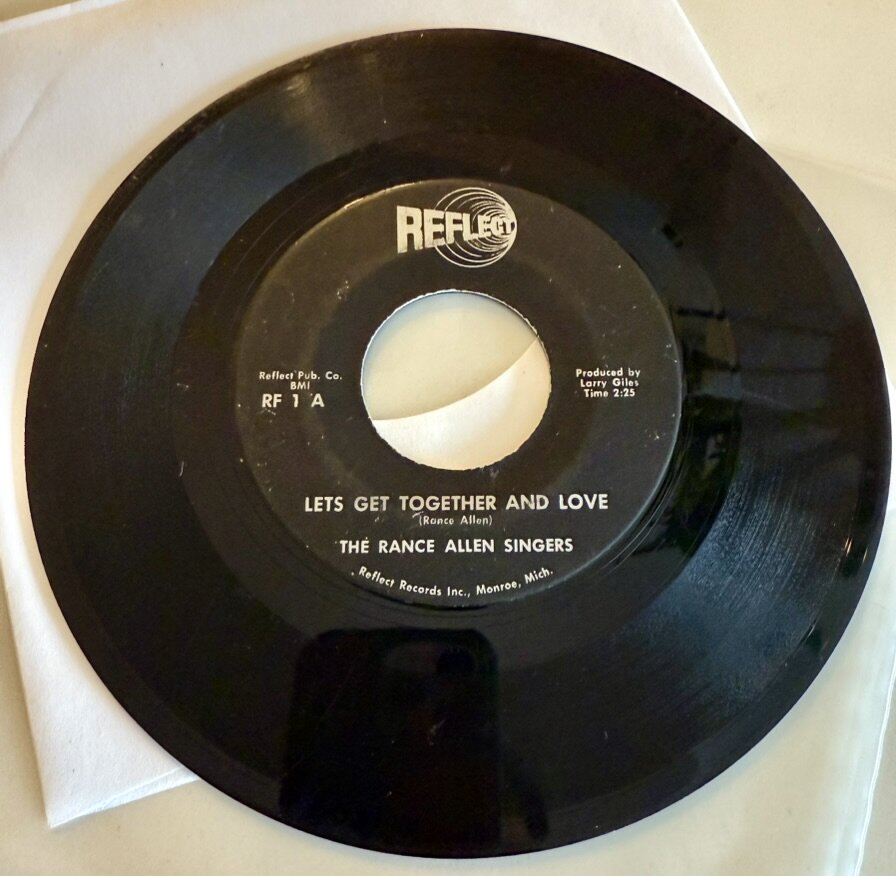 REFLECT
Reflect Pub. Co.
BMI
RF 1 A
Produced by
Larry Giles
Time 2:25
LETS GET TOGETHER AND LOVE
(Rance Allen)
THE RANCE ALLEN SINGERS
Reflect Records Inc., Monroe, Mich.